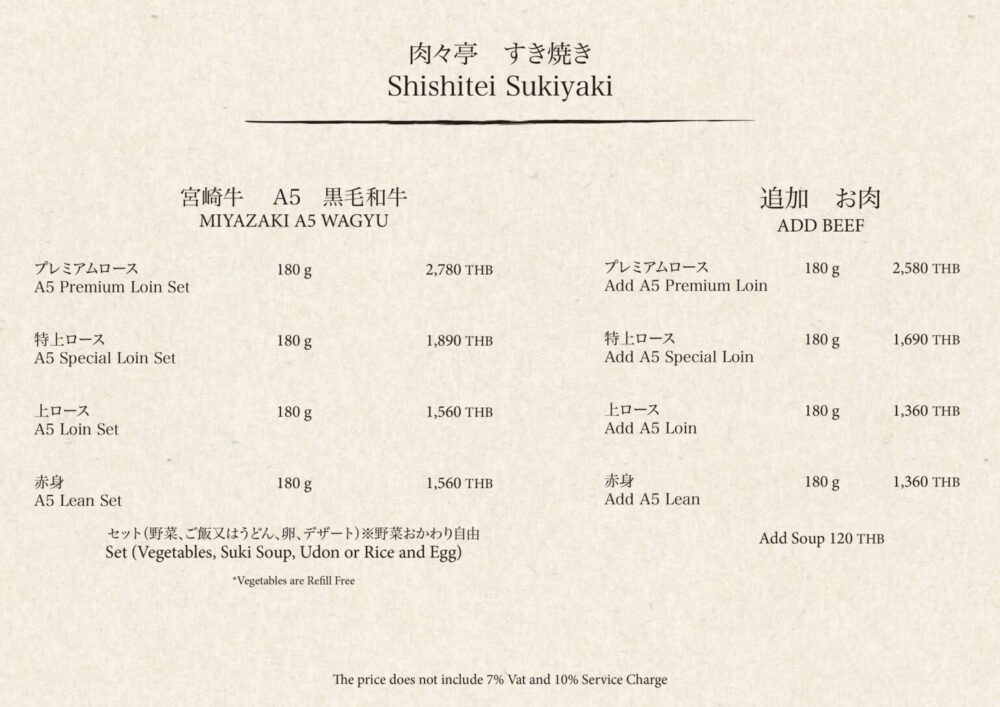 肉々亭 すき焼き
Shishitei Sukiyaki
宮崎牛 A5 黒毛和牛
MIYAZAKI A5 WAGYU
プレミアムロース 180 g 2,780 THB
A5 Premium Loin Set
特上ロース 180 g 1,890 THB
A5 Special Loin Set
上ロース 180 g 1,560 THB
A5 Loin Set
赤身 180 g 1,560 THB
A5 Lean Set
セット(野菜、ご飯又はうどん、卵、デザート)※野菜おかわり自由
Set (Vegetables, Suki Soup, Udon or Rice and Egg)
*Vegetables are Refill Free
追加 お肉
ADD BEEF
プレミアムロース 180 g 2,580 THB
Add A5 Premium Loin
特上ロース 180 g 1,690 THB
Add A5 Special Loin
上ロース 180 g 1,360 THB
Add A5 Loin
赤身 180 g 1,360 THB
Add A5 Lean
Add Soup 120 THB
The price does not include 7% Vat and 10% Service Charge